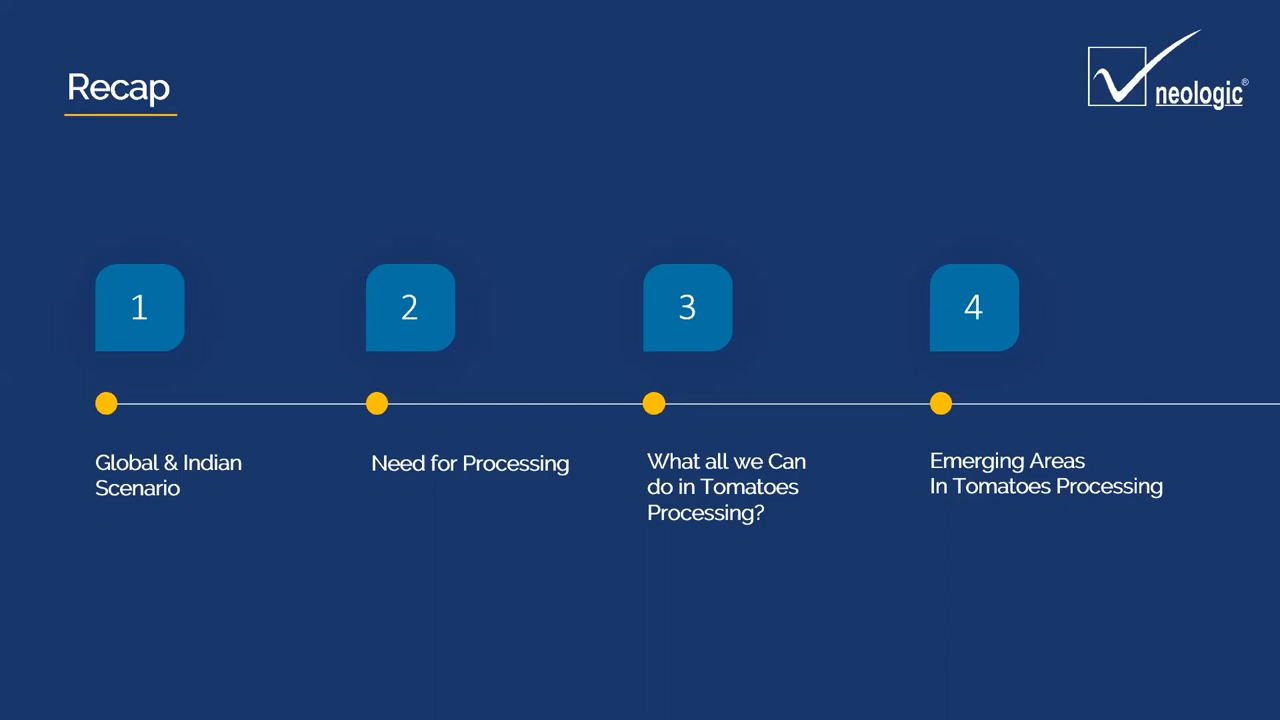 Recap
neologic®
1
2
3
4
Global & Indian
Scenario
Need for Processing
What all we Can
do in Tomatoes
Processing?
Emerging Areas
In Tomatoes Processing